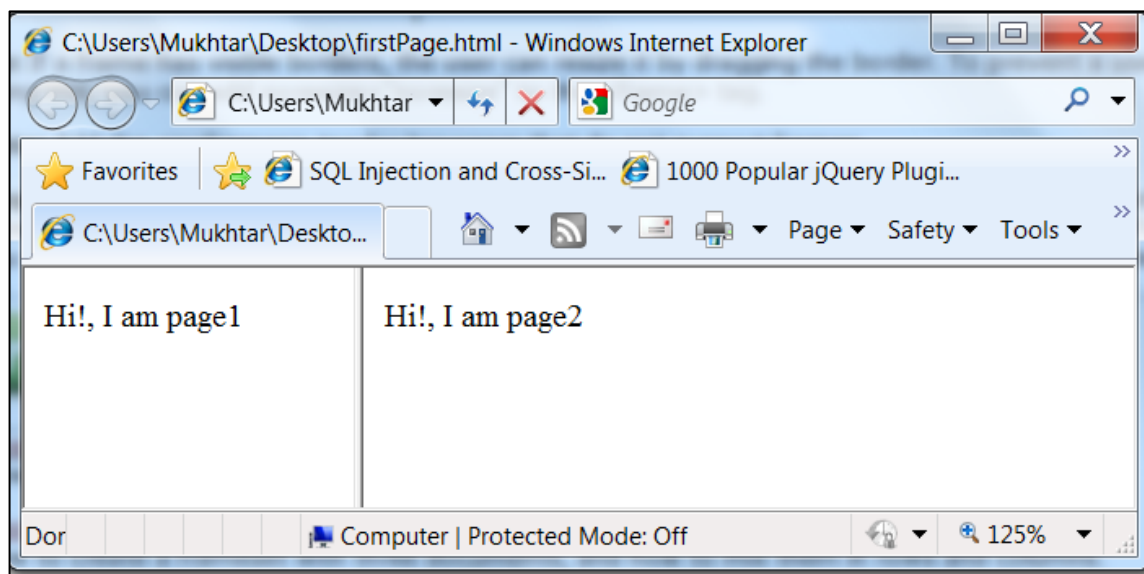 C:\Users\Mukhtar\Desktop\firstPage.html - Windows Internet Explorer
C:\Users\Mukhtar Google
Favorites SQL Injection and Cross-Si... 1000 Popular jQuery Plugi... »
C:\Users\Mukhtar\Deskto... Page Safety Tools »
Hi!, I am page1 Hi!, I am page2
Dor Computer | Protected Mode: Off 125%